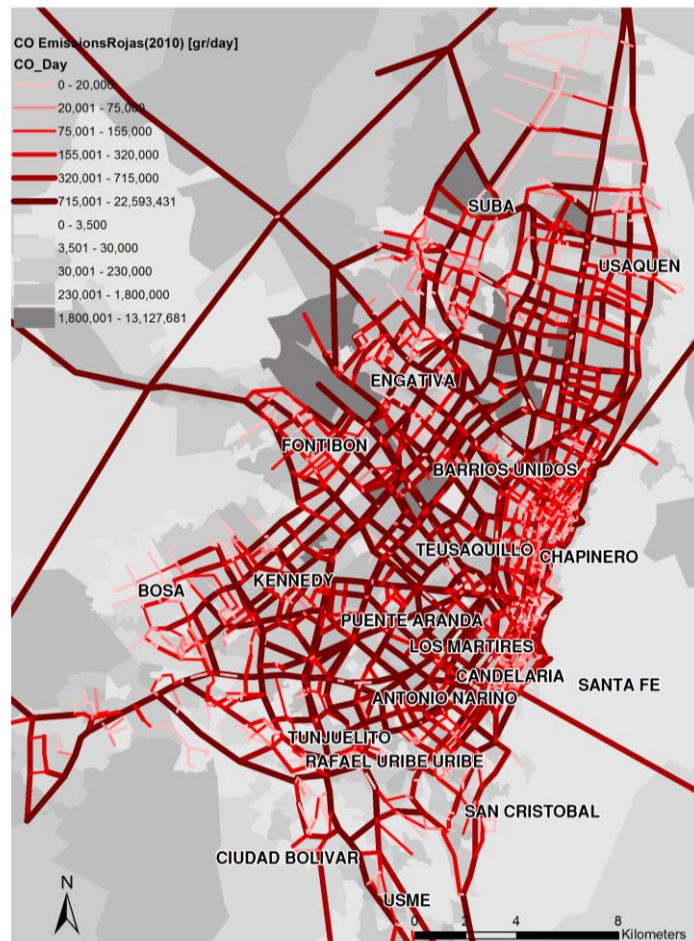 CO EmissionsRojas(2010) [gr/day]
CO_Day
0 - 20,000
20,001 - 75,000
75,001 - 155,000
155,001 - 320,000
320,001 - 715,000
715,001 - 22,593,431
0 - 3,500
3,501 - 30,000
30,001 - 230,000
230,001 - 1,800,000
1,800,001 - 13,127,681
SUBA
USAQUEN
ENGATIVA
FONTIBON
BARRIOS UNIDOS
TEUSAQUILLO
CHAPINERO
BOSA
KENNEDY
PUENTE ARANDA
LOS MARTIRES
CANDELARIA
SANTA FE
ANTONIO NARINO
TUNJUELITO
RAFAEL URIBE URIBE
SAN CRISTOBAL
CIUDAD BOLIVAR
USME
N
0 2 4 8
Kilometers